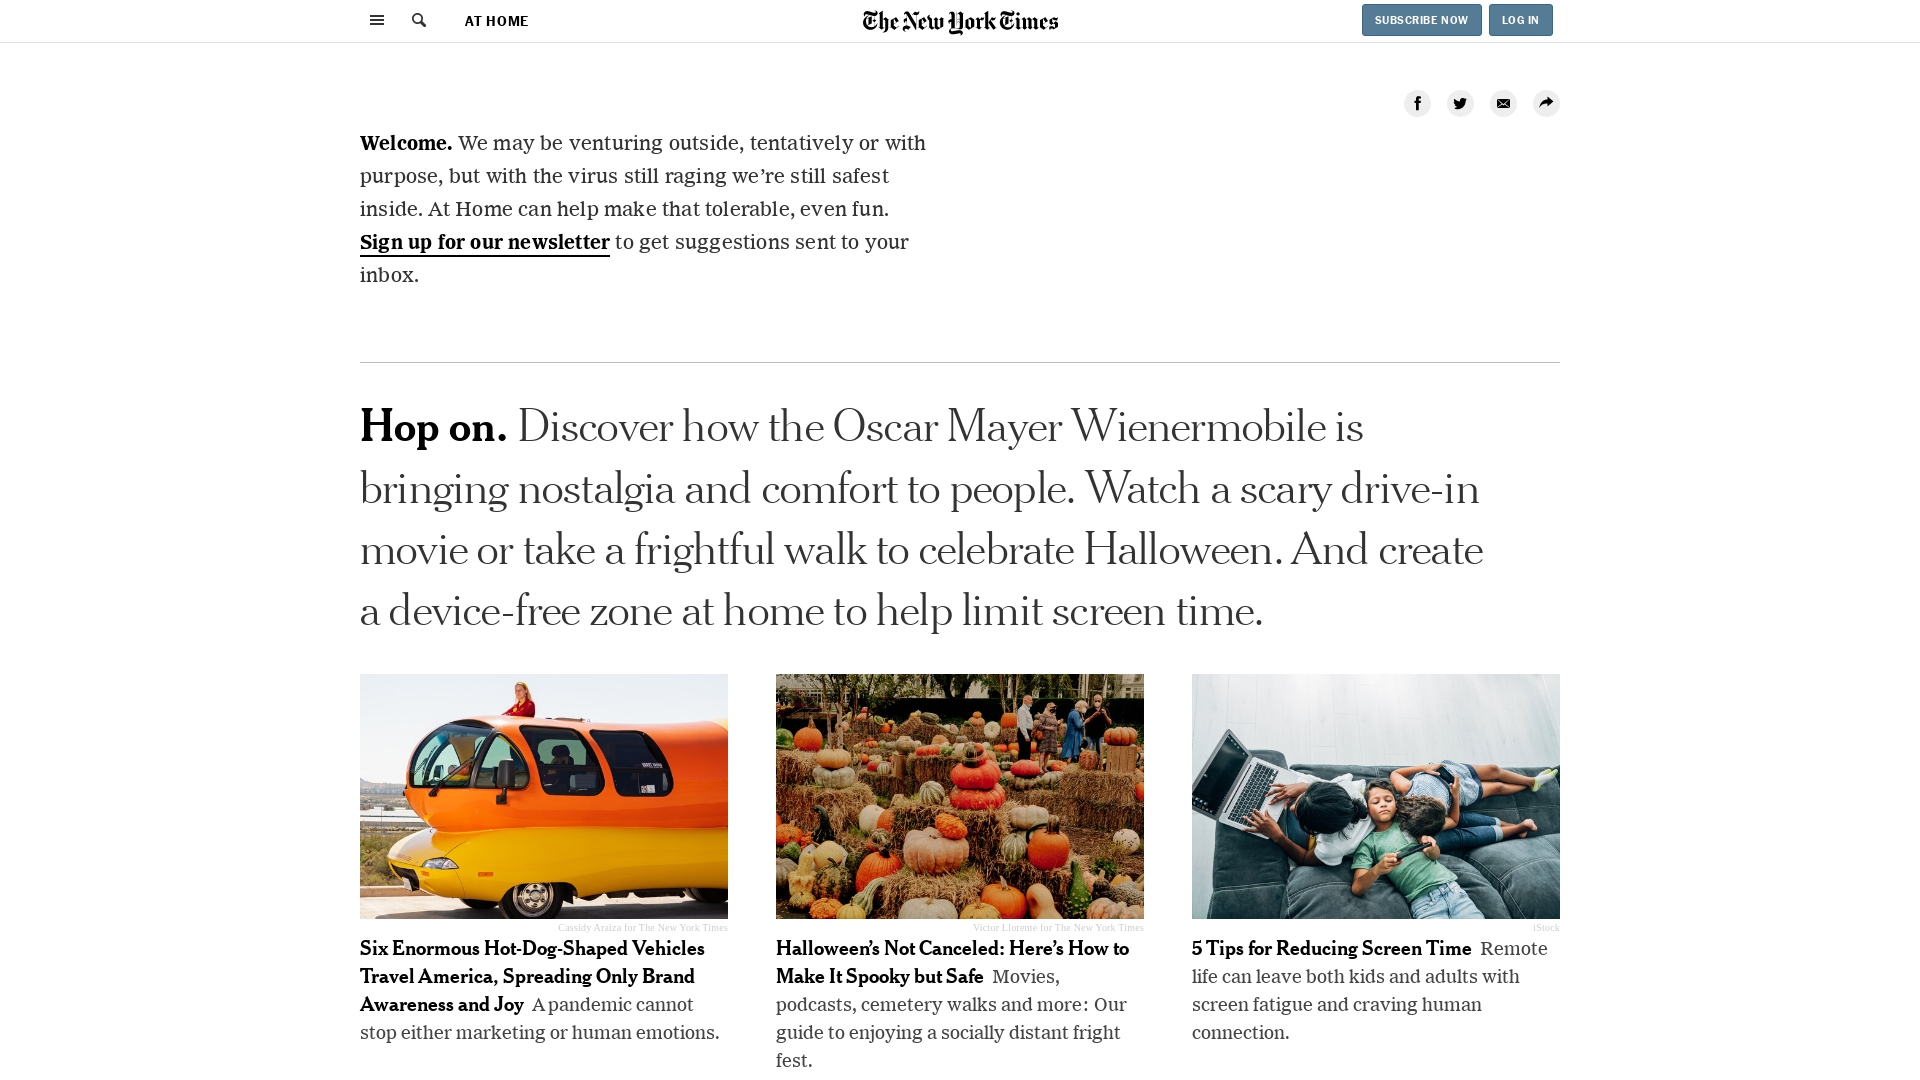 AT HOME
The New York Times
SUBSCRIBE NOW
LOG IN
Welcome. We may be venturing outside, tentatively or with
purpose, but with the virus still raging we’re still safest
inside. At Home can help make that tolerable, even fun.
Sign up for our newsletter to get suggestions sent to your
inbox.
Hop on. Discover how the Oscar Mayer Wienermobile is
bringing nostalgia and comfort to people. Watch a scary drive-in
movie or take a frightful walk to celebrate Halloween. And create
a device-free zone at home to help limit screen time.
Cassidy Araiza for The New York Times
Six Enormous Hot-Dog-Shaped Vehicles
Travel America, Spreading Only Brand
Awareness and Joy A pandemic cannot
stop either marketing or human emotions.
Victor Llorente for The New York Times
Halloween’s Not Canceled: Here’s How to
Make It Spooky but Safe Movies,
podcasts, cemetery walks and more: Our
guide to enjoying a socially distant fright
fest.
iStock
5 Tips for Reducing Screen Time Remote
life can leave both kids and adults with
screen fatigue and craving human
connection.